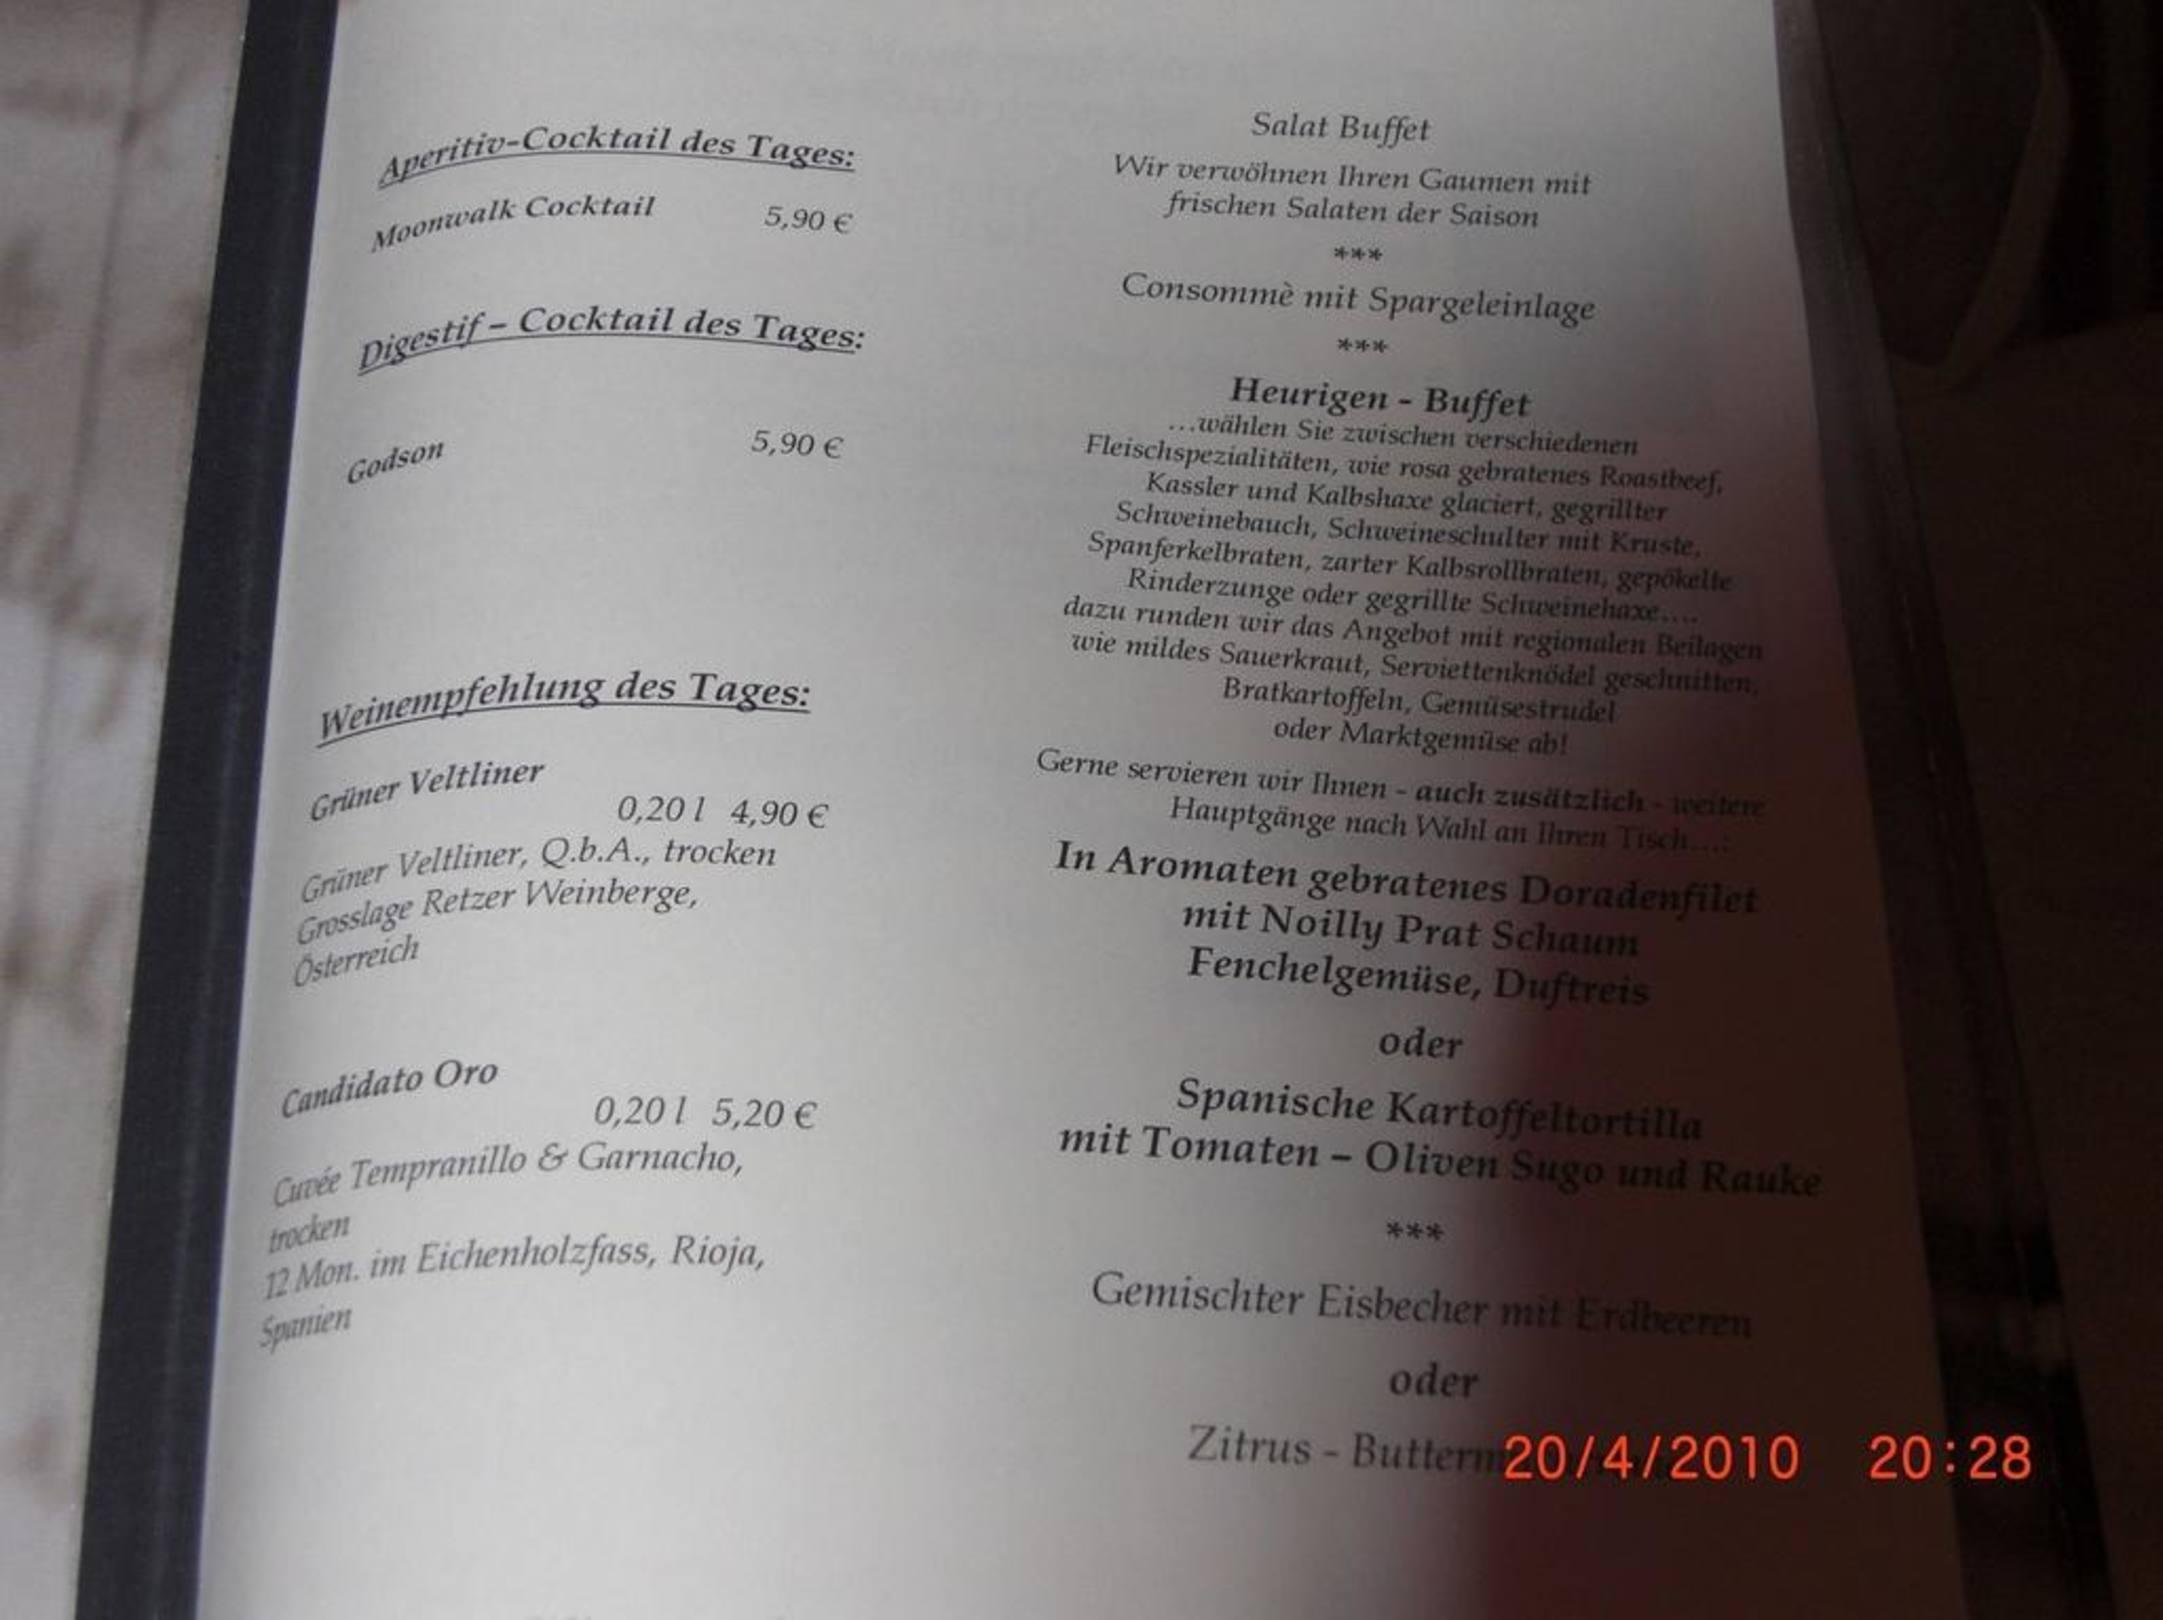 Aperitiv-Cocktail des Tages:
Moonwalk Cocktail 5,90 €
Digestif – Cocktail des Tages:
Godson 5,90 €
Weinempfehlung des Tages:
Grüner Veltliner
0,20 l 4,90 €
Grüner Veltliner, Q.b.A., trocken
Grosslage Retzer Weinberge,
Österreich
Candidato Oro
0,20 l 5,20 €
Cuvée Tempranillo & Garnacho,
trocken
12 Mon. im Eichenholzfass, Rioja,
Spanien
Salat Buffet
Wir verwöhnen Ihren Gaumen mit
frischen Salaten der Saison
***
Consommè mit Spargeleinlage
***
Heurigen - Buffet
…wählen Sie zwischen verschiedenen
Fleischspezialitäten, wie rosa gebratenes Roastbeef,
Kassler und Kalbshaxe glaciert, gegrillter
Schweinebauch, Schweineschulter mit Kruste,
Spanferkelbraten, zarter Kalbsrollbraten, gepökelte
Rinderzunge oder gegrillte Schweinehaxe….
dazu runden wir das Angebot mit regionalen Beilagen
wie mildes Sauerkraut, Serviettenknödel geschnitten,
Bratkartoffeln, Gemüsestrudel
oder Marktgemüse ab!
Gerne servieren wir Ihnen - auch zusätzlich - weitere
Hauptgänge nach Wahl an Ihren Tisch…:
In Aromaten gebratenes Doradenfilet
mit Noilly Prat Schaum
Fenchelgemüse, Duftreis
oder
Spanische Kartoffeltortilla
mit Tomaten – Oliven Sugo und Rauke
***
Gemischter Eisbecher mit Erdbeeren
oder
Zitrus -
20/4/2010 20:28